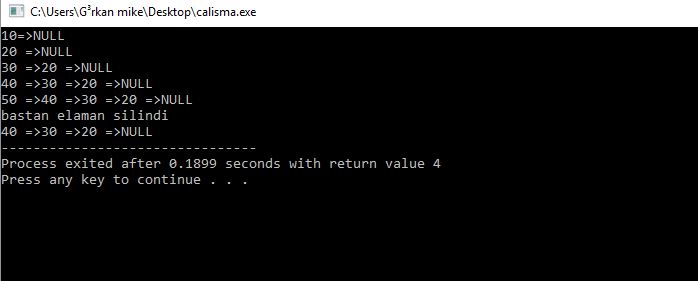 C:\Users\G³rkan mike\Desktop\calisma.exe
10=>NULL
20 =>NULL
30 =>20 =>NULL
40 =>30 =>20 =>NULL
50 =>40 =>30 =>20 =>NULL
bastan elaman silindi
40 =>30 =>20 =>NULL
--------------------------------
Process exited after 0.1899 seconds with return value 4
Press any key to continue . . .